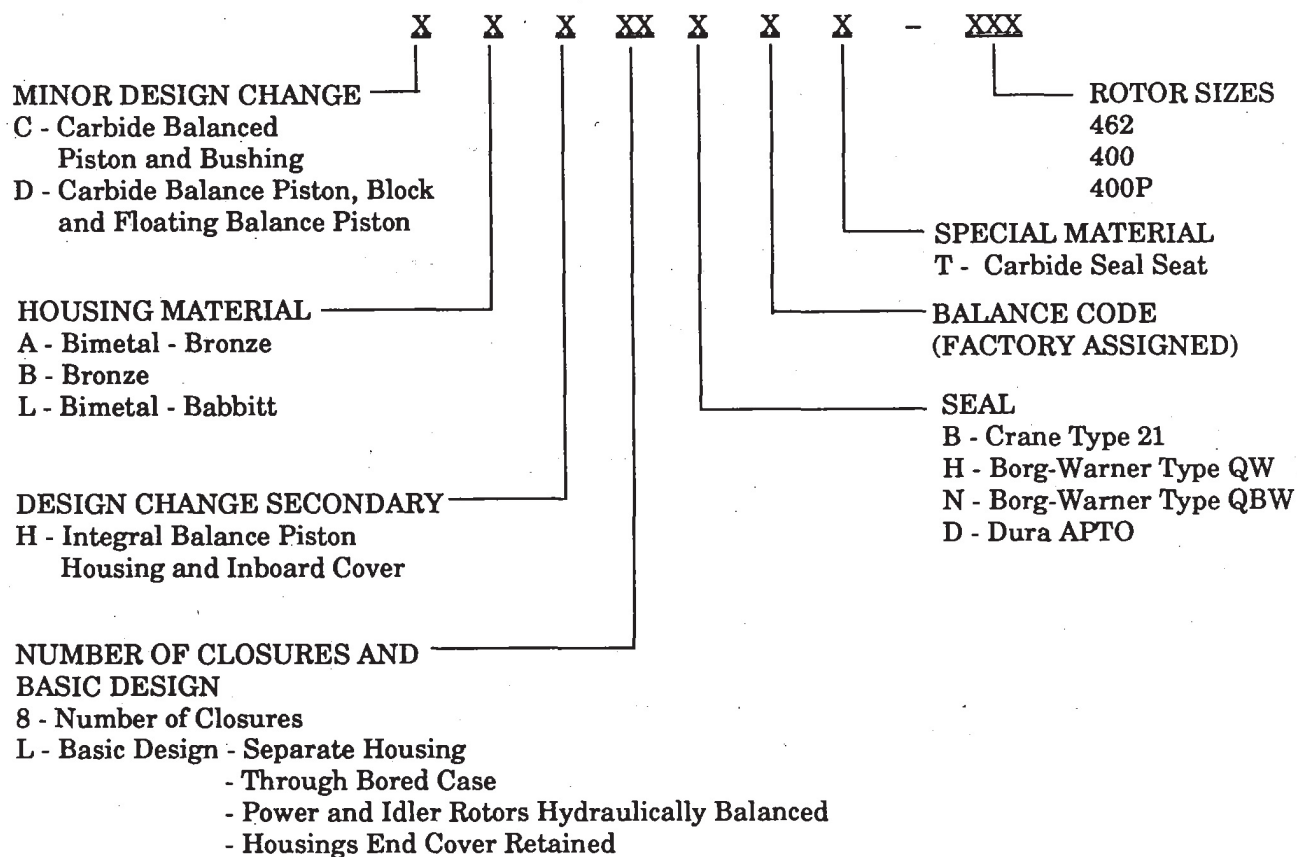 X X X XX X X X - XXX
MINOR DESIGN CHANGE
C - Carbide Balanced
Piston and Bushing
D - Carbide Balance Piston, Block
and Floating Balance Piston
HOUSING MATERIAL
A - Bimetal - Bronze
B - Bronze
L - Bimetal - Babbitt
DESIGN CHANGE SECONDARY
H - Integral Balance Piston
Housing and Inboard Cover
NUMBER OF CLOSURES AND
BASIC DESIGN
8 - Number of Closures
L - Basic Design - Separate Housing
- Through Bored Case
- Power and Idler Rotors Hydraulically Balanced
- Housings End Cover Retained
ROTOR SIZES
462
400
400P
SPECIAL MATERIAL
T - Carbide Seal Seat
BALANCE CODE
(FACTORY ASSIGNED)
SEAL
B - Crane Type 21
H - Borg-Warner Type QW
N - Borg-Warner Type QBW
D - Dura APTO